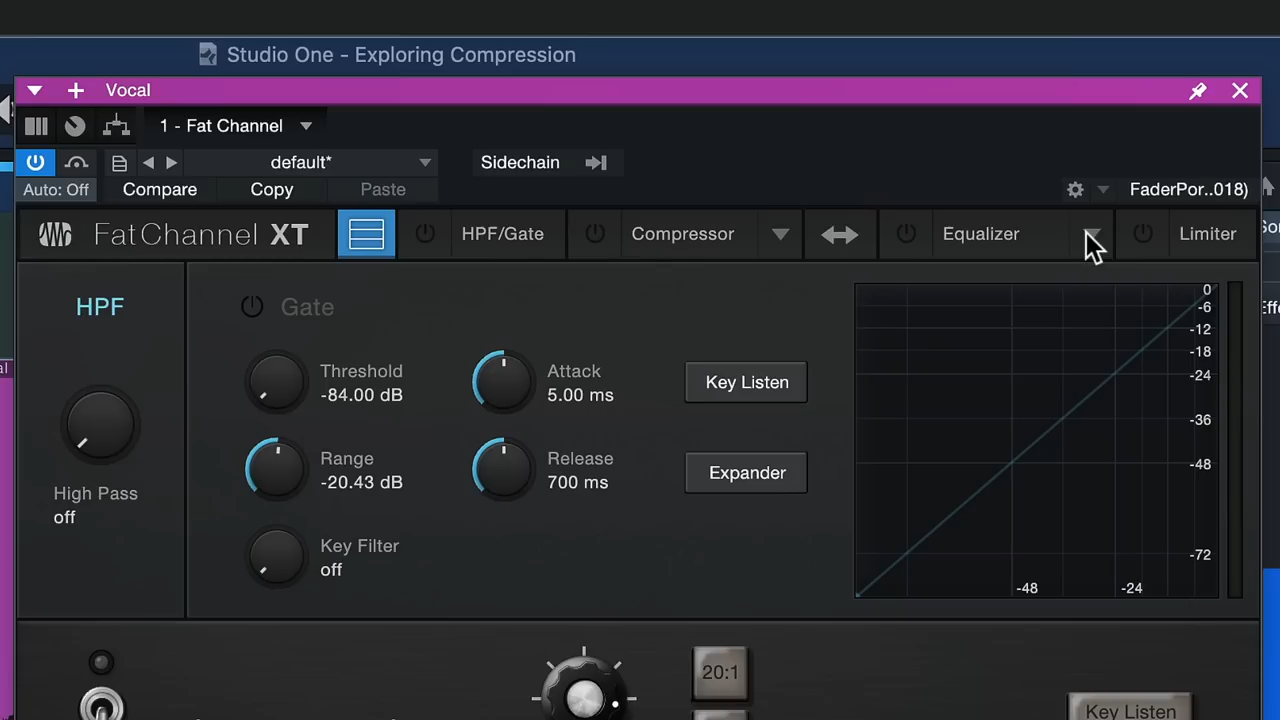 Studio One - Exploring Compression
Vocal
1 - Fat Channel
default*
Sidechain
Auto: Off
Compare
Copy
Paste
FaderPor..018)
FatChannel XT
HPF/Gate
Compressor
Equalizer
Limiter
HPF
High Pass
off
Gate
Threshold
-84.00 dB
Attack
5.00 ms
Key Listen
Range
-20.43 dB
Release
700 ms
Expander
Key Filter
off
0
-6
-12
-18
-24
-36
-48
-72
-48
-24
20:1
Key Listen